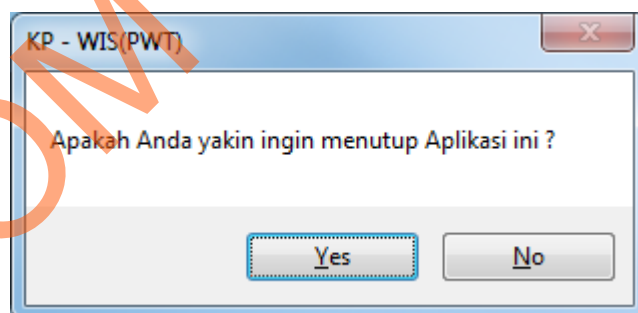 KP - WIS(PWT)
Apakah Anda yakin ingin menutup Aplikasi ini ?
Yes
No